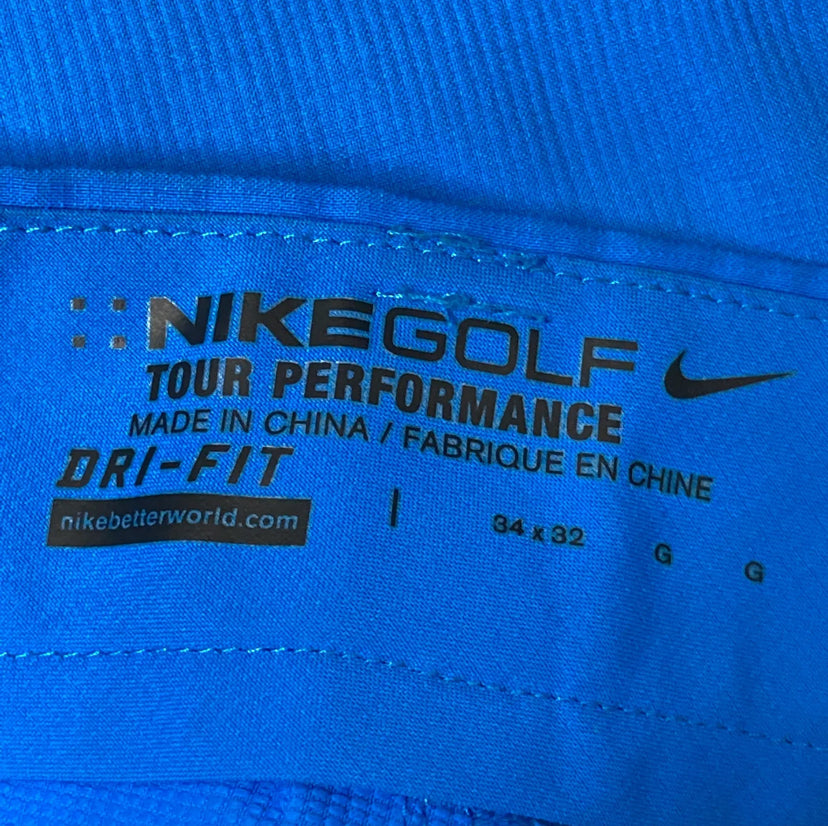 NIKEGOLF
TOUR PERFORMANCE
MADE IN CHINA / FABRIQUE EN CHINE
DRI-FIT
nikebetterworld.com
34 x 32 G G